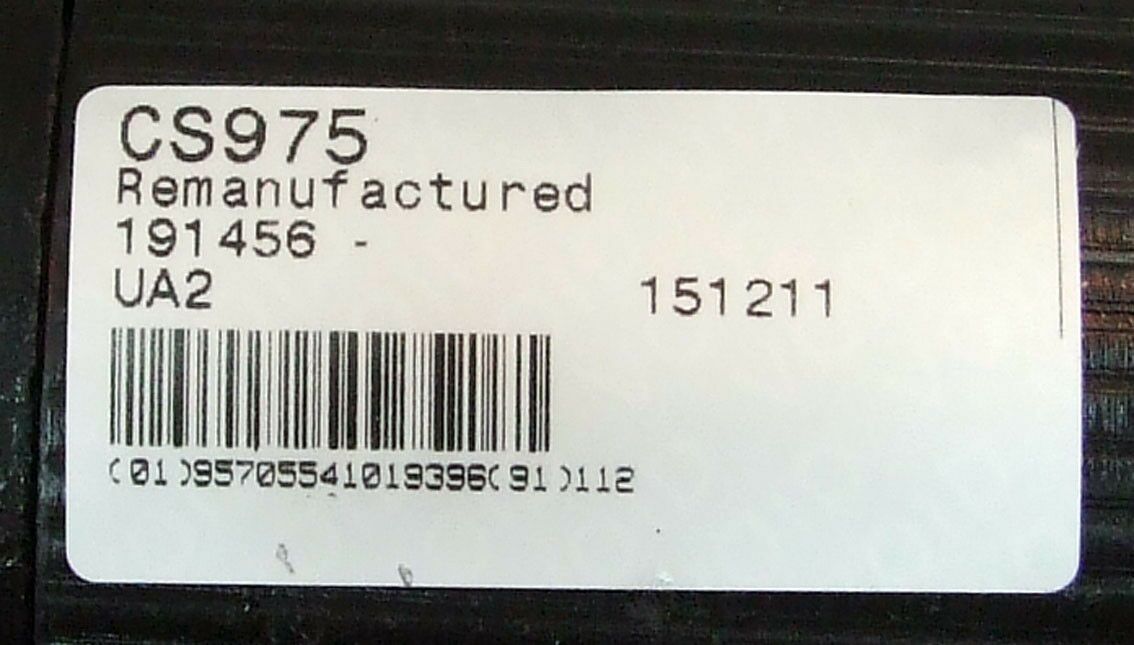 CS975
Remanufactured
191456 -
UA2 151211
(01)95705541019396(91)112